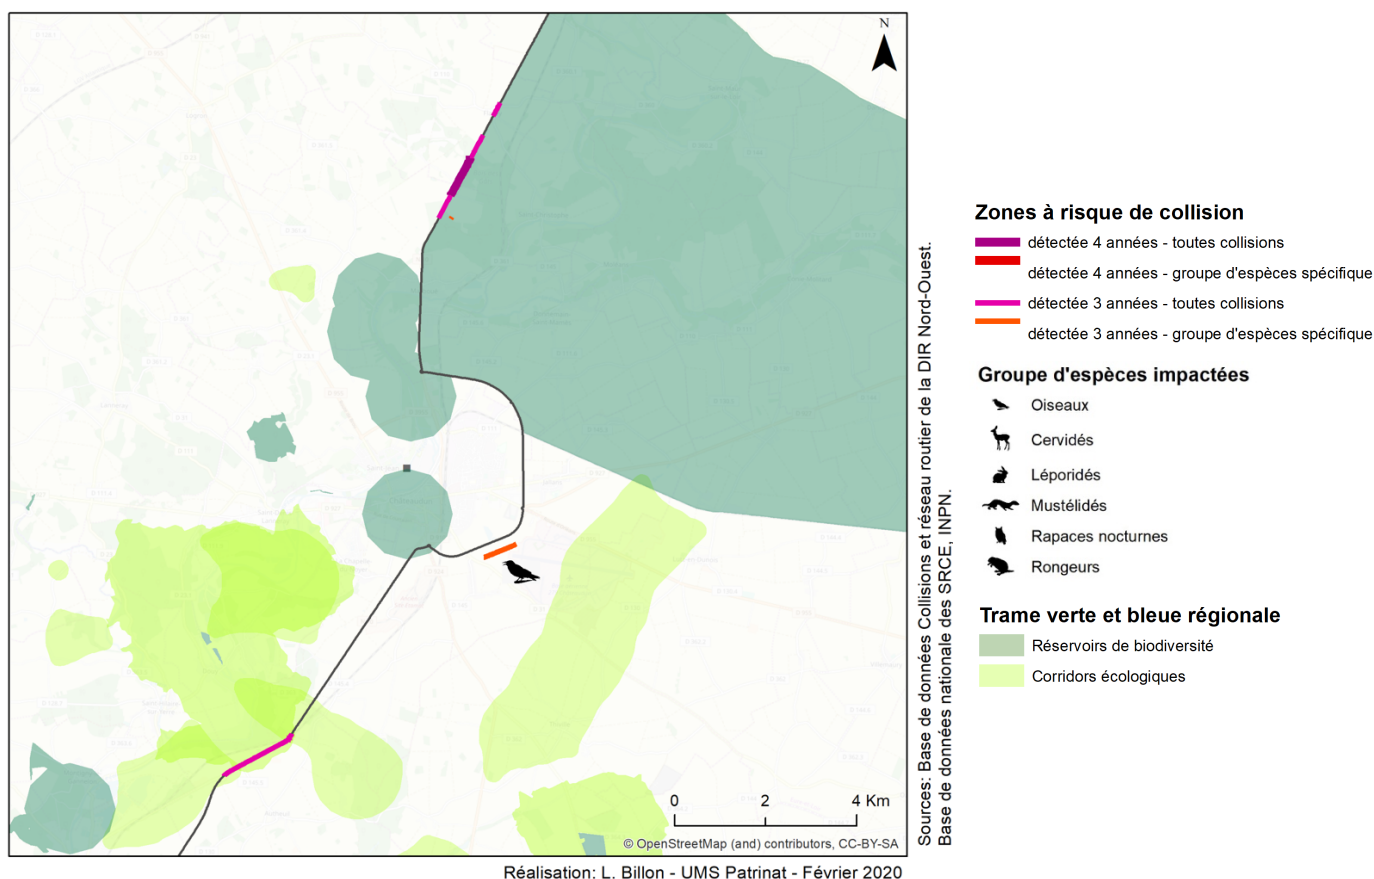 N
0 2 4 Km
© OpenStreetMap (and) contributors, CC-BY-SA
Réalisation: L. Billon - UMS Patrinat - Février 2020
Sources: Base de données Collisions et réseau routier de la DIR Nord-Ouest.
Base de données nationale des SRCE, INPN.
Zones à risque de collision
détectée 4 années - toutes collisions
détectée 4 années - groupe d'espèces spécifique
détectée 3 années - toutes collisions
détectée 3 années - groupe d'espèces spécifique
Groupe d'espèces impactées
Oiseaux
Cervidés
Léporidés
Mustélidés
Rapaces nocturnes
Rongeurs
Trame verte et bleue régionale
Réservoirs de biodiversité
Corridors écologiques